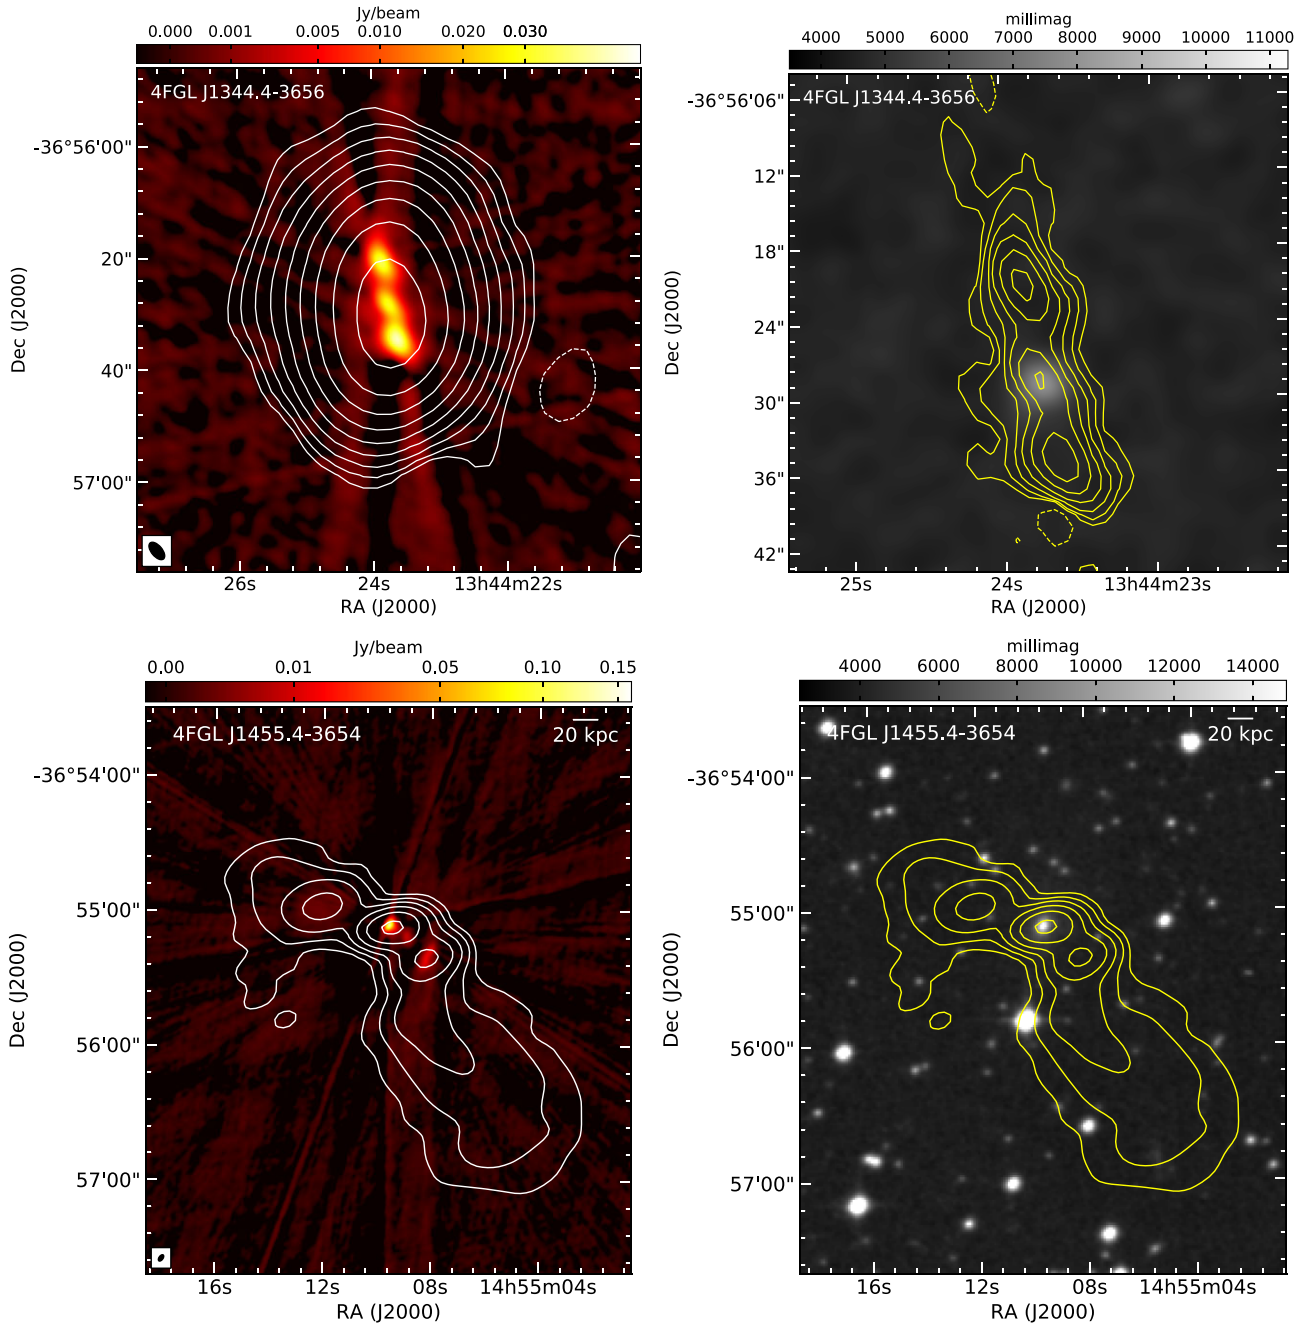 Jy/beam
0.000 0.001 0.005 0.010 0.020 0.030
4FGL J1344.4-3656
-36°56'00"
20"
40"
57'00"
Dec (J2000)
26s 24s 13h44m22s
RA (J2000)
millimag
4000 5000 6000 7000 8000 9000 10000 11000
4FGL J1344.4-3656
-36°56'06"
12"
18"
24"
30"
36"
42"
Dec (J2000)
25s 24s 13h44m23s
RA (J2000)
Jy/beam
0.00 0.01 0.05 0.10 0.15
4FGL J1455.4-3654
20 kpc
-36°54'00"
55'00"
56'00"
57'00"
Dec (J2000)
16s 12s 08s 14h55m04s
RA (J2000)
millimag
4000 6000 8000 10000 12000 14000
4FGL J1455.4-3654
20 kpc
-36°54'00"
55'00"
56'00"
57'00"
Dec (J2000)
16s 12s 08s 14h55m04s
RA (J2000)